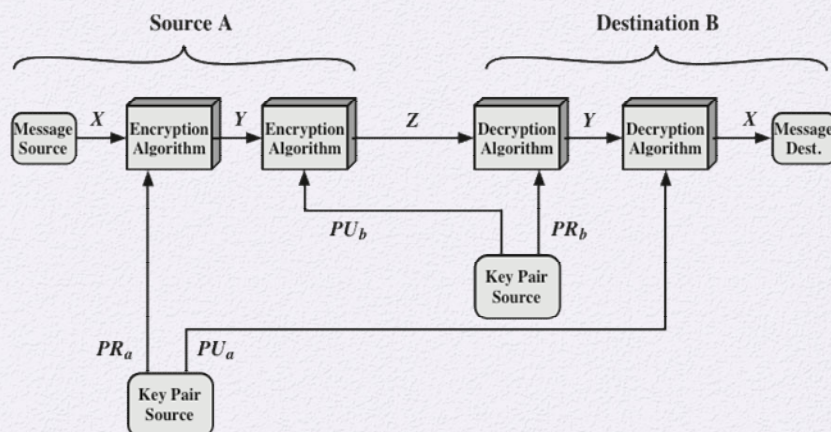 Source A
Destination B
Message
Source
X
Encryption
Algorithm
Y
Encryption
Algorithm
Z
Decryption
Algorithm
Y
Decryption
Algorithm
X
Message
Dest.
PUb
PRb
Key Pair
Source
PRa
PUa
Key Pair
Source